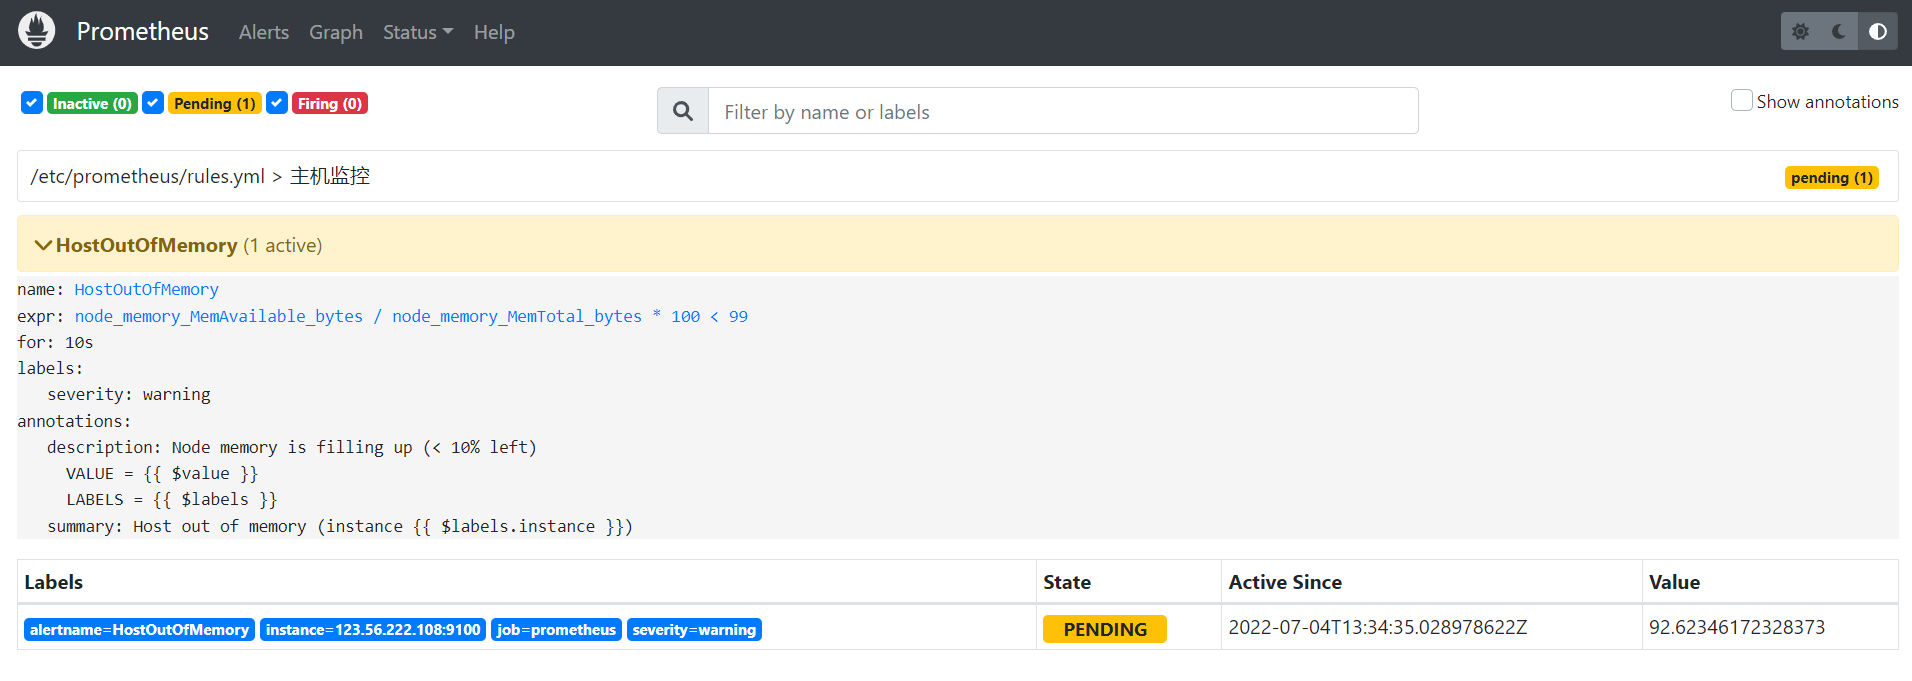 Prometheus Alerts Graph Status Help
Inactive (0) Pending (1) Firing (0) Filter by name or labels Show annotations
/etc/prometheus/rules.yml > 主机监控 pending (1)
HostOutOfMemory (1 active)
name: HostOutOfMemory
expr: node_memory_MemAvailable_bytes / node_memory_MemTotal_bytes * 100 < 99
for: 10s
labels:
severity: warning
annotations:
description: Node memory is filling up (< 10% left)
VALUE = {{ $value }}
LABELS = {{ $labels }}
summary: Host out of memory (instance {{ $labels.instance }})
Labels State Active Since Value
alertname=HostOutOfMemory instance=123.56.222.108:9100 job=prometheus severity=warning PENDING 2022-07-04T13:34:35.028978622Z 92.62346172328373